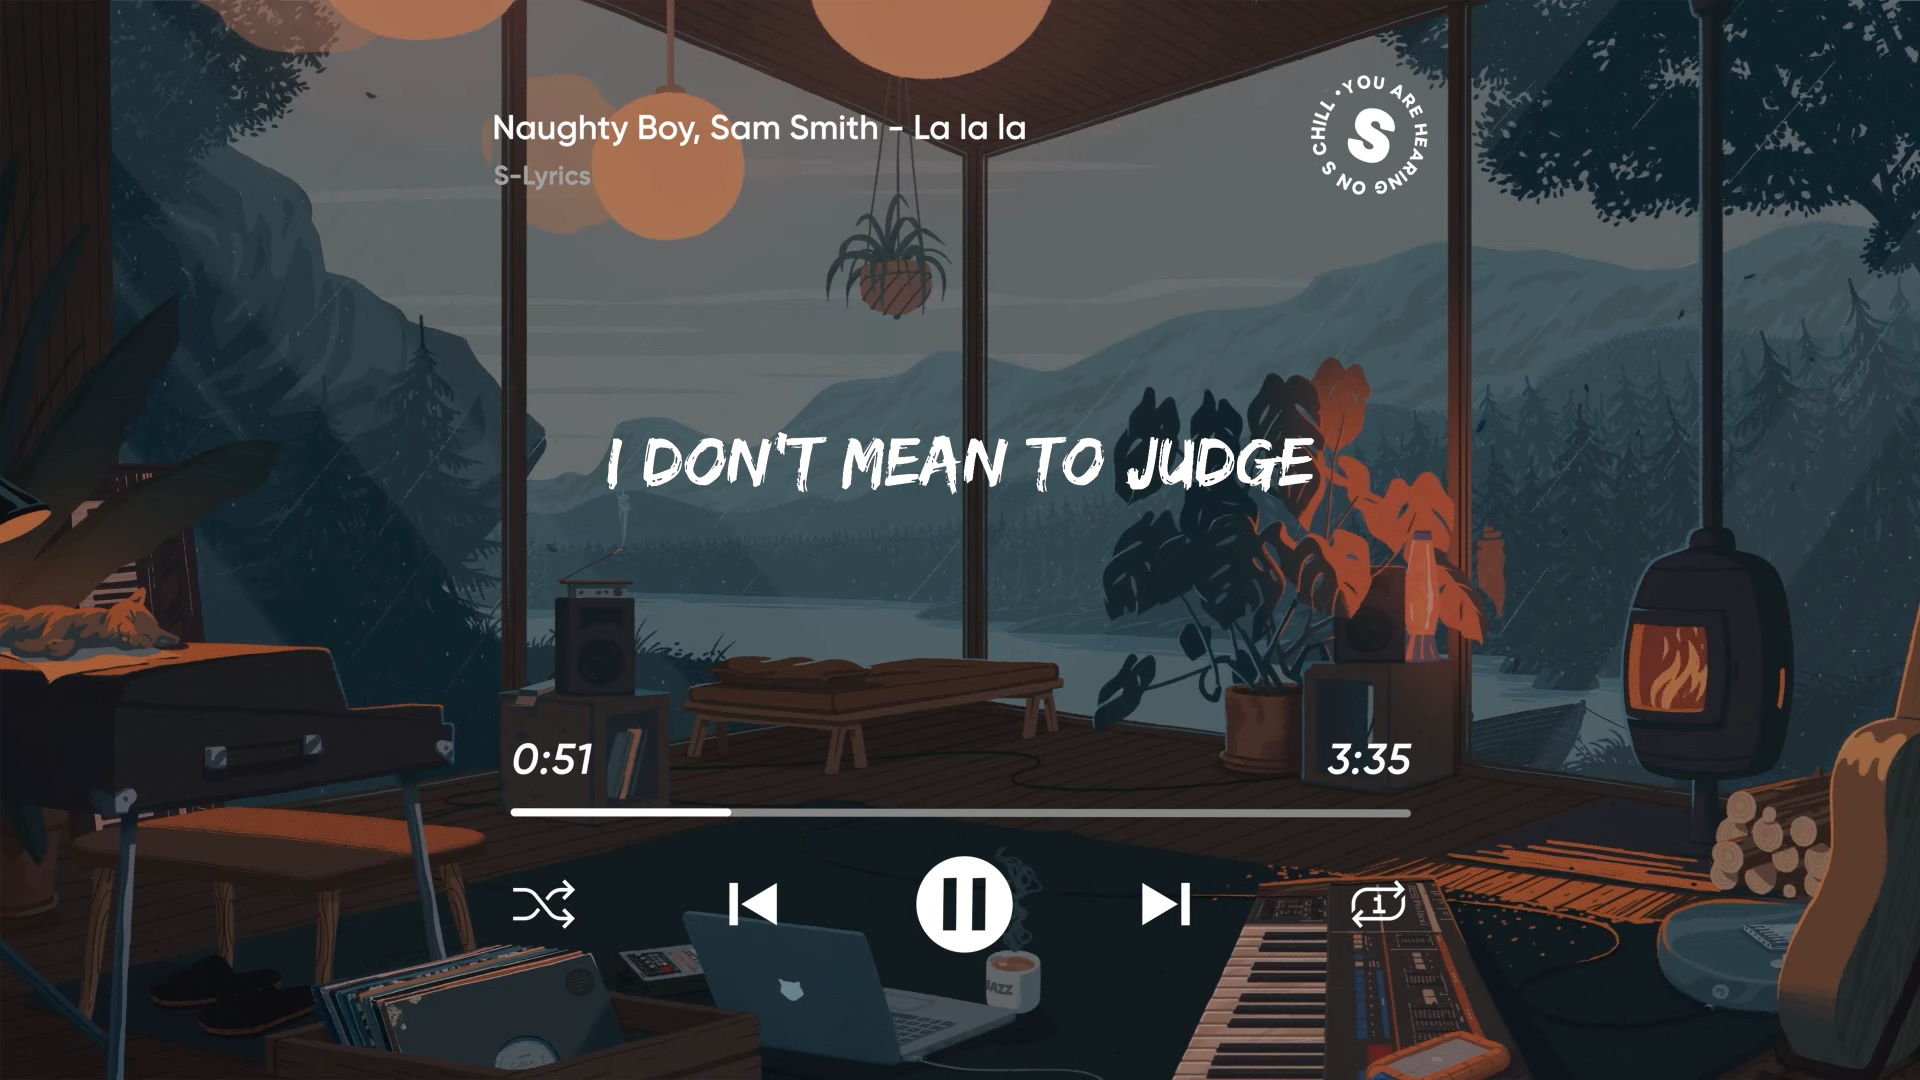 Naughty Boy, Sam Smith - La la la
S-Lyrics
• YOU ARE HEARING ON S CHILL
S
I DON'T MEAN TO JUDGE
0:51
3:35
1
JAZZ